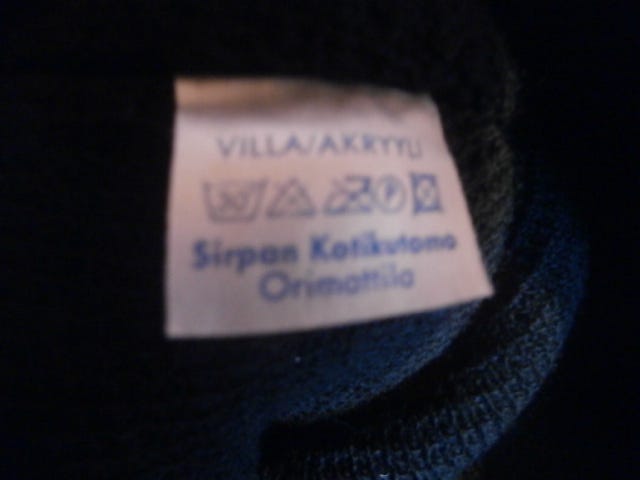 VILLA/AKRYYLI
Sirpan Kotikutomo
Orimattila